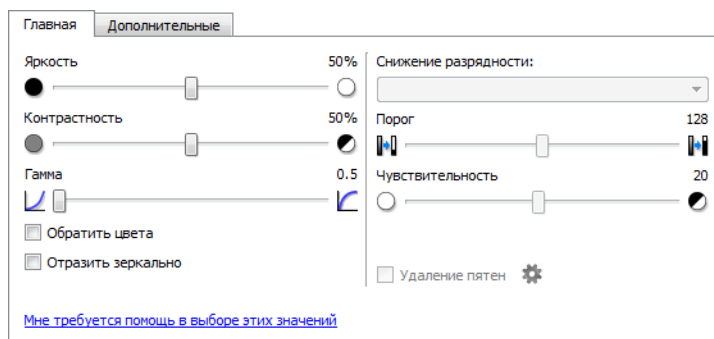 Главная Дополнительные
Яркость 50%
Контрастность 50%
Гамма 0.5
Обратить цвета
Отразить зеркально
Мне требуется помощь в выборе этих значений
Снижение разрядности:
Порог 128
Чувствительность 20
Удаление пятен